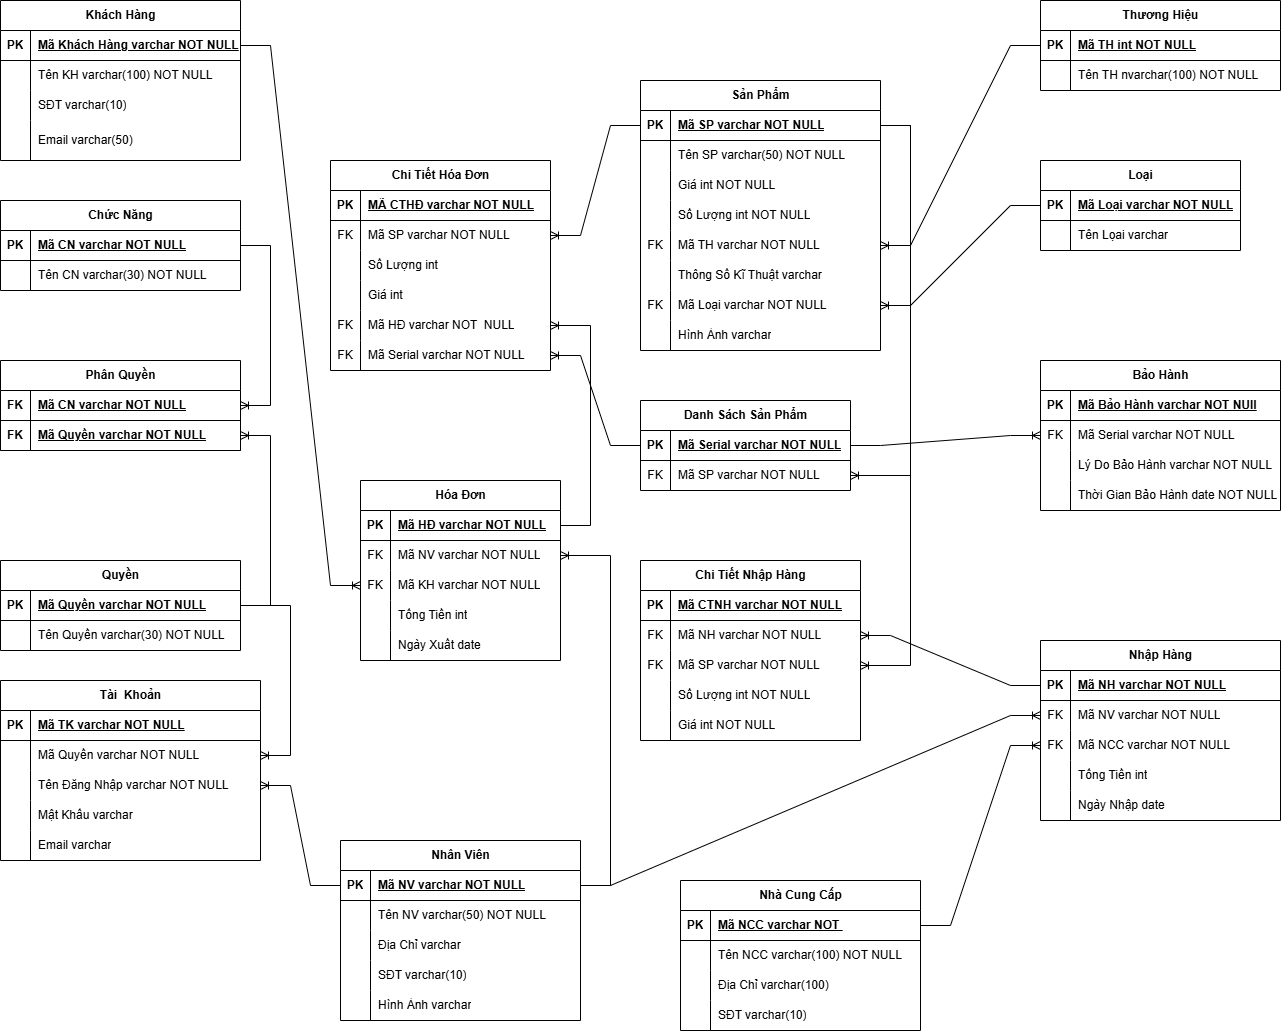 Khách Hàng
PK Mã Khách Hàng varchar NOT NULL
Tên KH varchar(100) NOT NULL
SĐT varchar(10)
Email varchar(50)
Chức Năng
PK Mã CN varchar NOT NULL
Tên CN varchar(30) NOT NULL
Phân Quyền
FK Mã CN varchar NOT NULL
FK Mã Quyền varchar NOT NULL
Quyền
PK Mã Quyền varchar NOT NULL
Tên Quyền varchar(30) NOT NULL
Tài Khoản
PK Mã TK varchar NOT NULL
Mã Quyền varchar NOT NULL
Tên Đăng Nhập varchar NOT NULL
Mật Khẩu varchar
Email varchar
Chi Tiết Hóa Đơn
PK MÃ CTHĐ varchar NOT NULL
FK Mã SP varchar NOT NULL
Số Lượng int
Giá int
FK Mã HĐ varchar NOT NULL
FK Mã Serial varchar NOT NULL
Hóa Đơn
PK Mã HĐ varchar NOT NULL
FK Mã NV varchar NOT NULL
FK Mã KH varchar NOT NULL
Tổng Tiền int
Ngày Xuất date
Nhân Viên
PK Mã NV varchar NOT NULL
Tên NV varchar(50) NOT NULL
Địa Chỉ varchar
SĐT varchar(10)
Hình Ảnh varchar
Sản Phẩm
PK Mã SP varchar NOT NULL
Tên SP varchar(50) NOT NULL
Giá int NOT NULL
Số Lượng int NOT NULL
FK Mã TH varchar NOT NULL
Thông Số Kĩ Thuật varchar
FK Mã Loại varchar NOT NULL
Hình Ảnh varchar
Danh Sách Sản Phẩm
PK Mã Serial varchar NOT NULL
FK Mã SP varchar NOT NULL
Chi Tiết Nhập Hàng
PK Mã CTNH varchar NOT NULL
FK Mã NH varchar NOT NULL
FK Mã SP varchar NOT NULL
Số Lượng int NOT NULL
Giá int NOT NULL
Nhà Cung Cấp
PK Mã NCC varchar NOT
Tên NCC varchar(100) NOT NULL
Địa Chỉ varchar(100)
SĐT varchar(10)
Thương Hiệu
PK Mã TH int NOT NULL
Tên TH nvarchar(100) NOT NULL
Loại
PK Mã Loại varchar NOT NULL
Tên Lọai varchar
Bảo Hành
PK Mã Bảo Hành varchar NOT NUll
FK Mã Serial varchar NOT NULL
Lý Do Bảo Hành varchar NOT NULL
Thời Gian Bảo Hành date NOT NULL
Nhập Hàng
PK Mã NH varchar NOT NULL
FK Mã NV varchar NOT NULL
FK Mã NCC varchar NOT NULL
Tổng Tiền int
Ngày Nhập date